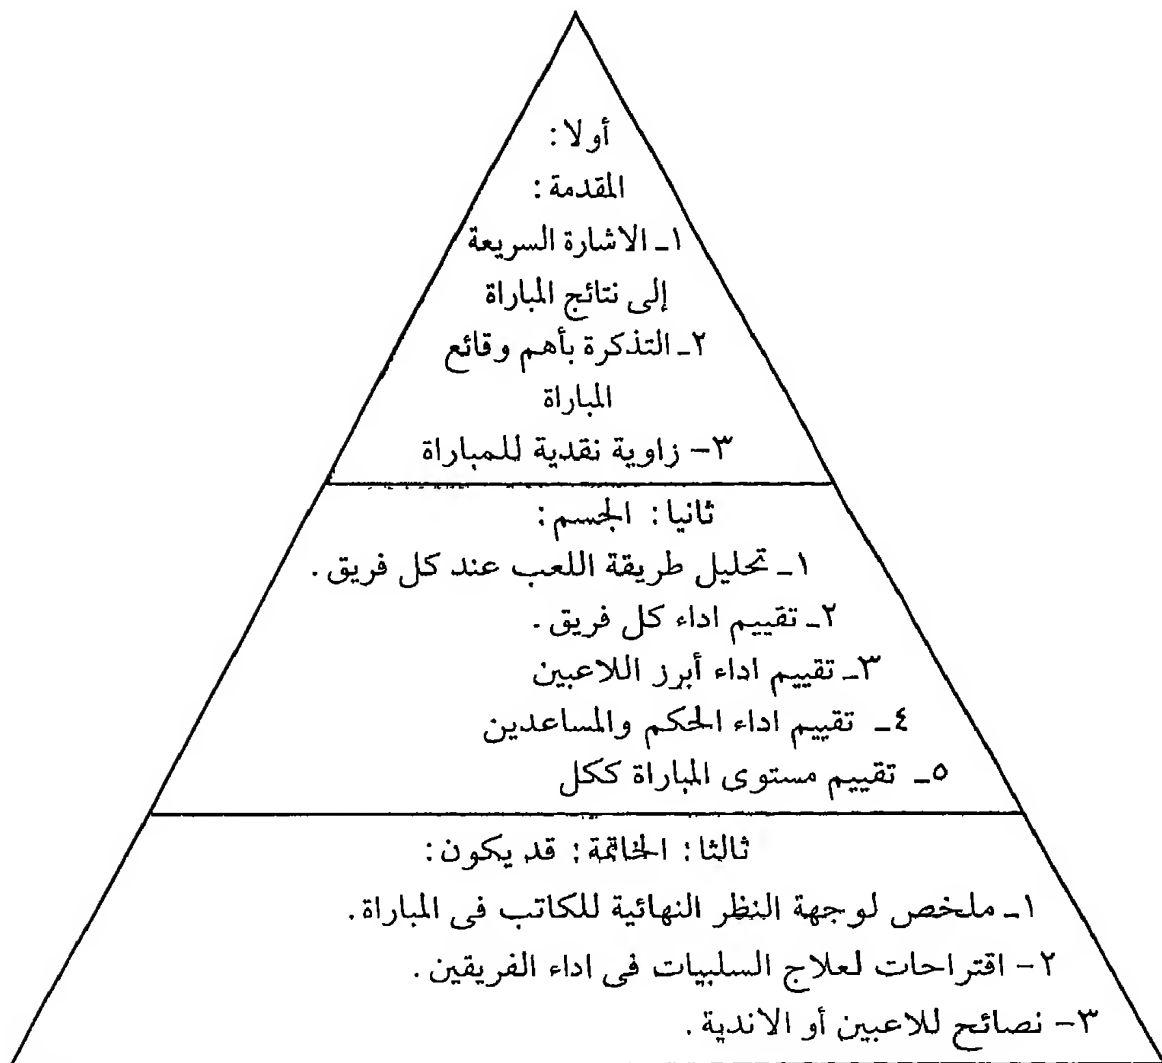 أولا :
المقدمة :
١ـ الاشارة السريعة
إلى نتائج المباراة
٢ـ التذكرة بأهم وقائع
المباراة
٣– زاوية نقدية للمباراة
ثانيا : الجسم :
١ـ تحليل طريقة اللعب عند كل فريق .
٢ـ تقييم اداء كل فريق .
٣ـ تقييم اداء أبرز اللاعبين
٤ـ تقييم اداء الحكم والمساعدين
٥ـ تقييم مستوى المباراة ككل
ثالثا : الخاتمة : قد يكون :
١ـ ملخص لوجهة النظر النهائية للكاتب فى المباراة .
٢– اقتراحات لعلاج السلبيات فى اداء الفريقين .
٣– نصائح للاعبين أو الاندية .